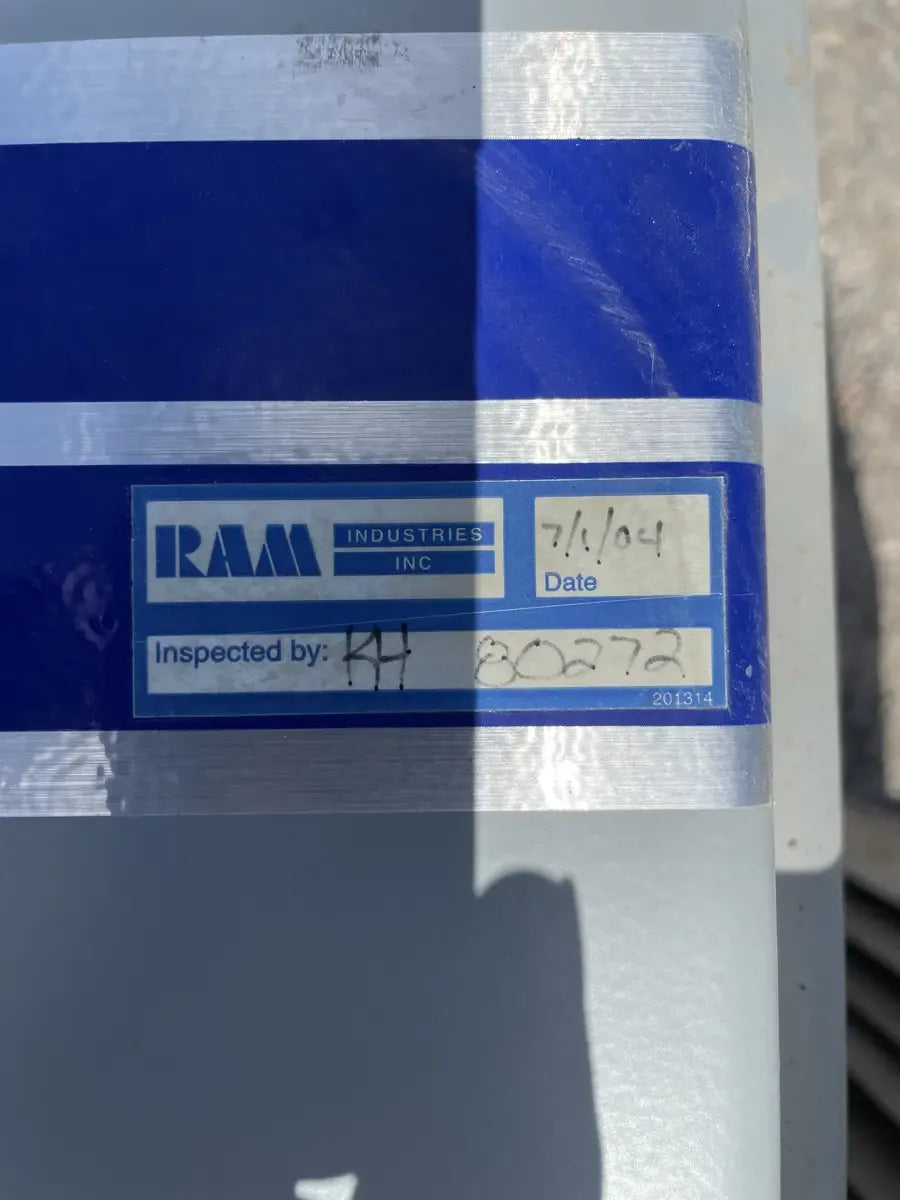 RAM INDUSTRIES INC
7/1/04
Date
Inspected by: KH 80272
201314